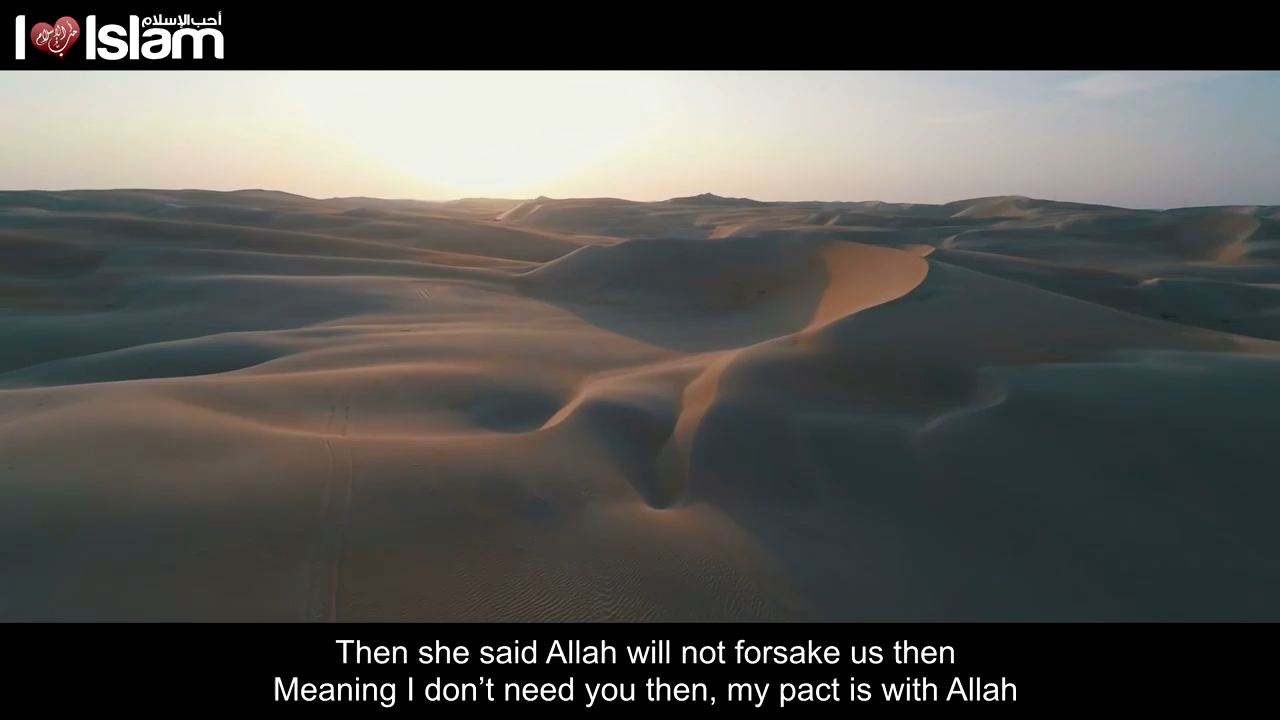 أحب الإسلام
I Islam
Then she said Allah will not forsake us then
Meaning I don’t need you then, my pact is with Allah